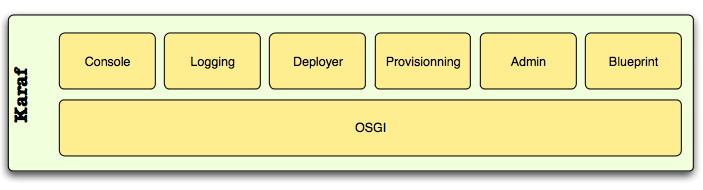 Karaf
Console
Logging
Deployer
Provisionning
Admin
Blueprint
OSGI